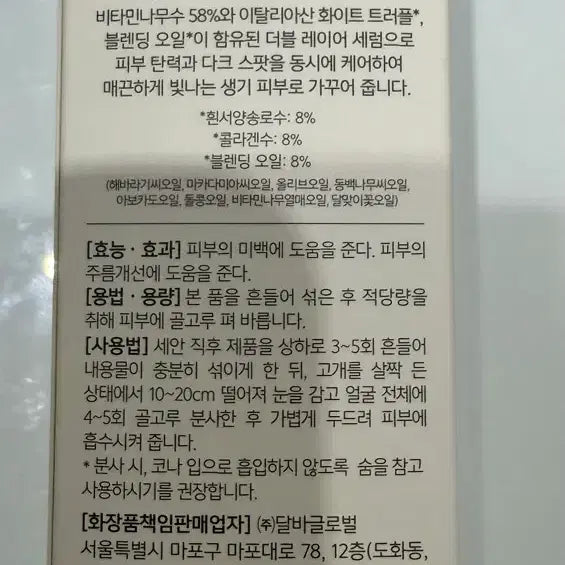 비타민나무수 58%와 이탈리아산 화이트 트러플*,
블렌딩 오일*이 함유된 더블 레이어 세럼으로
피부 탄력과 다크 스팟을 동시에 케어하여
매끈하게 빛나는 생기 피부로 가꾸어 줍니다.
*흰서양송로수: 8%
*콜라겐수: 8%
*블렌딩 오일: 8%
(해바라기씨오일, 마카다미아씨오일, 올리브오일, 동백나무씨오일,
아보카도오일, 돌콩오일, 비타민나무열매오일, 달맞이꽃오일)
[효능·효과] 피부의 미백에 도움을 준다. 피부의
주름개선에 도움을 준다.
[용법·용량] 본 품을 흔들어 섞은 후 적당량을
취해 피부에 골고루 펴 바릅니다.
[사용법] 세안 직후 제품을 상하로 3~5회 흔들어
내용물이 충분히 섞이게 한 뒤, 고개를 살짝 든
상태에서 10~20cm 떨어져 눈을 감고 얼굴 전체에
4~5회 골고루 분사한 후 가볍게 두드려 피부에
흡수시켜 줍니다.
* 분사 시, 코나 입으로 흡입하지 않도록 숨을 참고
사용하시기를 권장합니다.
[화장품책임판매업자] ㈜달바글로벌
서울특별시 마포구 마포대로 78, 12층(도화동,